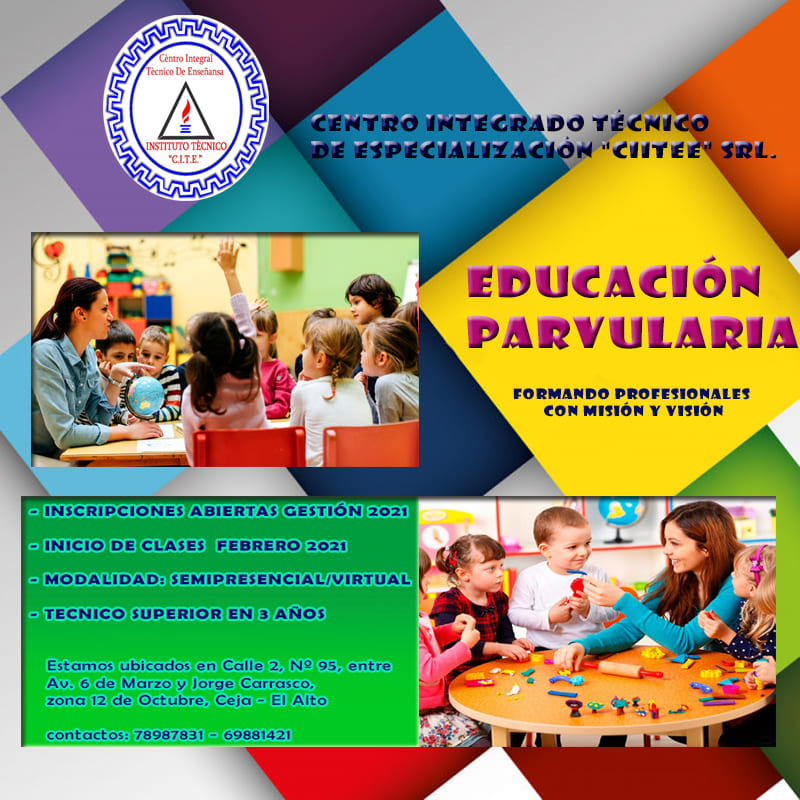 Cèntro Integral
Tècnico De Enseñansa
INSTITUTO TÈCNICO
"C.I.T.E."
CENTRO INTEGRADO TÉCNICO
DE ESPECIALIZACIÓN "CIITEE" SRL.
EDUCACIÓN
PARVULARIA
FORMANDO PROFESIONALES
CON MISIÓN Y VISIÓN
- INSCRIPCIONES ABIERTAS GESTIÓN 2021
- INICIO DE CLASES FEBRERO 2021
- MODALIDAD: SEMIPRESENCIAL/VIRTUAL
- TECNICO SUPERIOR EN 3 AÑOS
Estamos ubicados en Calle 2, Nº 95, entre
Av. 6 de Marzo y Jorge Carrasco,
zona 12 de Octubre, Ceja - El Alto
contactos: 78987831 - 69881421